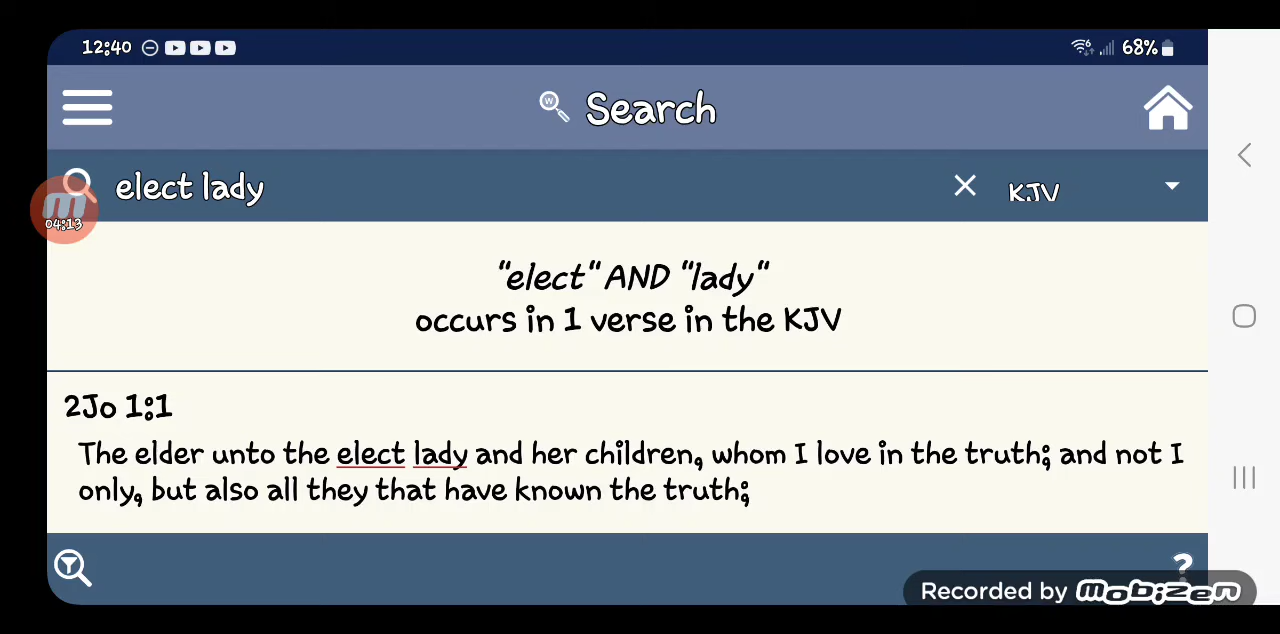 12:40 68%
Search
elect lady KJV
04:13
"elect" AND "lady"
occurs in 1 verse in the KJV
2Jo 1:1
The elder unto the elect lady and her children, whom I love in the truth; and not I
only, but also all they that have known the truth;
?
Recorded by mobizen